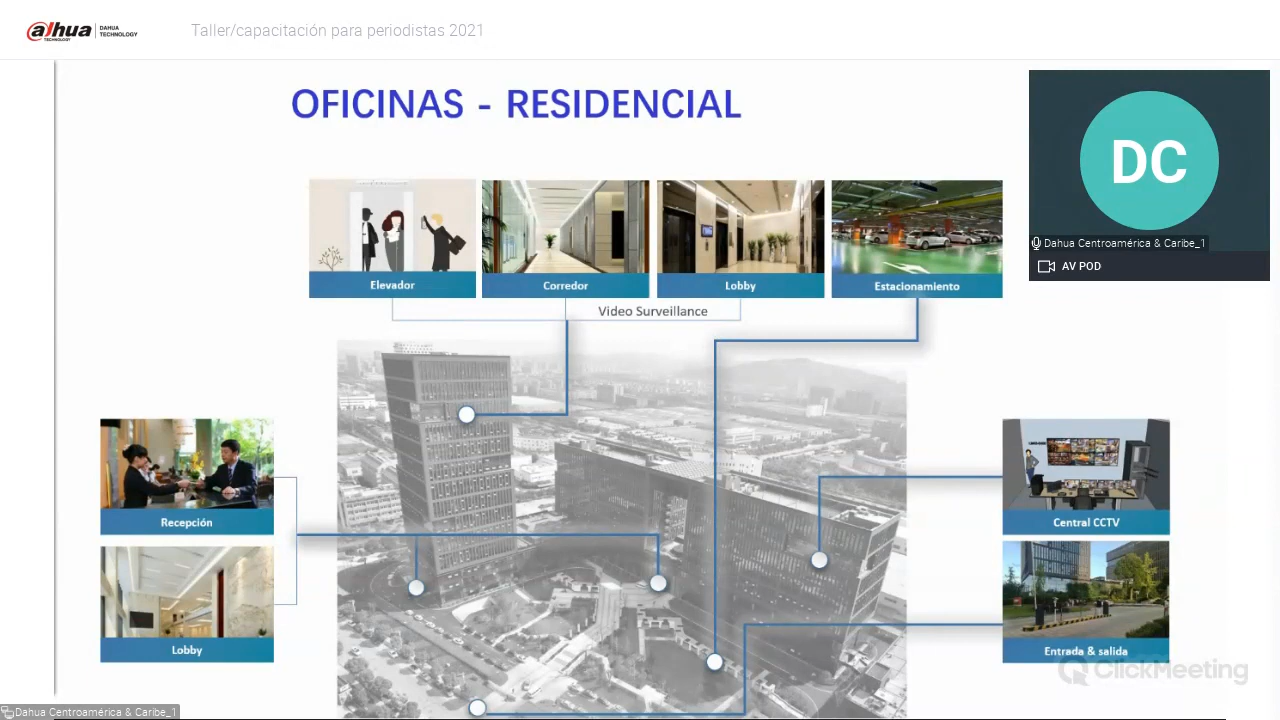 alhua
TECHNOLOGY
DAHUA
TECHNOLOGY
Taller/capacitación para periodistas 2021
OFICINAS - RESIDENCIAL
DC
Dahua Centroamérica & Caribe_1
AV POD
Elevador
Corredor
Lobby
Estacionamiento
Video Surveillance
Recepción
Central CCTV
Lobby
Entrada & salida
ClickMeeting
Dahua Centroamérica & Caribe_1